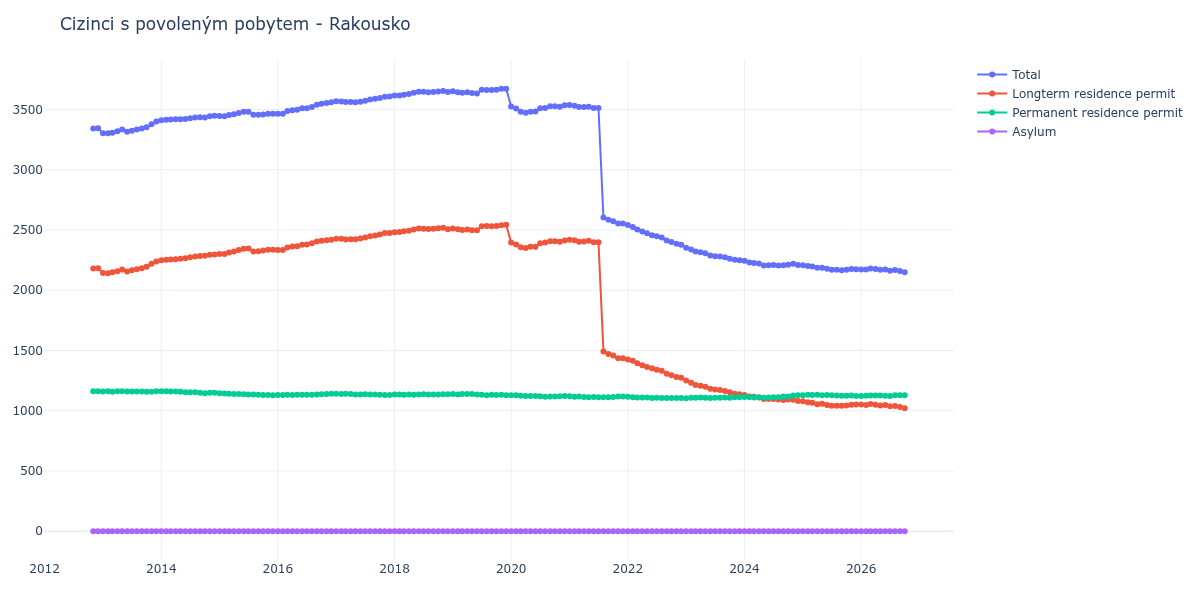 Cizinci s povoleným pobytem - Rakousko
Total
Longterm residence permit
Permanent residence permit
Asylum
3500
3000
2500
2000
1500
1000
500
0
2012 2014 2016 2018 2020 2022 2024 2026